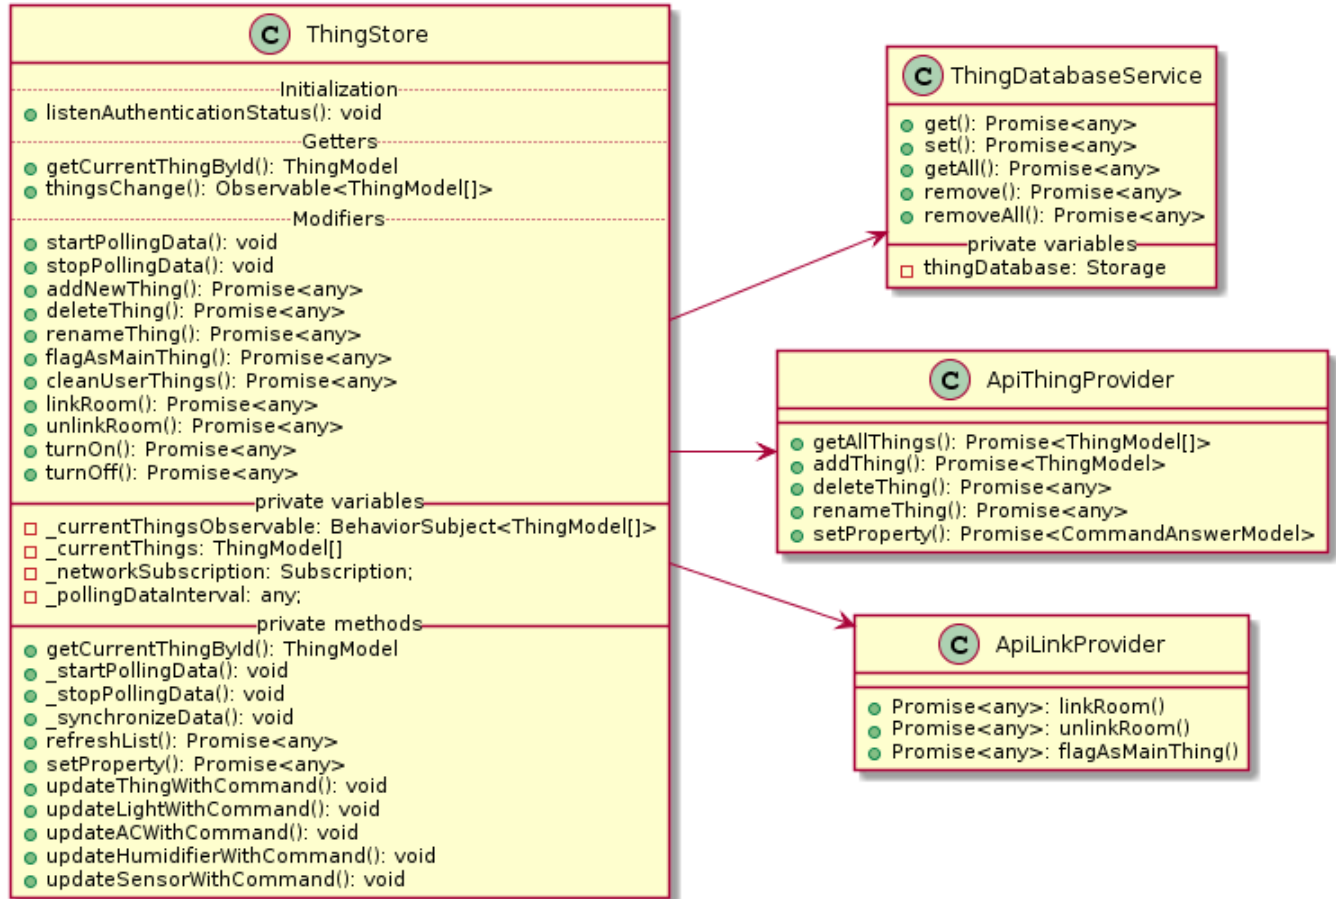 C ThingStore
Initialization
listenAuthenticationStatus(): void
Getters
getCurrentThingById(): ThingModel
thingsChange(): Observable<ThingModel[]>
Modifiers
startPollingData(): void
stopPollingData(): void
addNewThing(): Promise<any>
deleteThing(): Promise<any>
renameThing(): Promise<any>
flagAsMainThing(): Promise<any>
cleanUserThings(): Promise<any>
linkRoom(): Promise<any>
unlinkRoom(): Promise<any>
turnOn(): Promise<any>
turnOff(): Promise<any>
private variables
_currentThingsObservable: BehaviorSubject<ThingModel[]>
_currentThings: ThingModel[]
_networkSubscription: Subscription;
_pollingDataInterval: any;
private methods
getCurrentThingById(): ThingModel
_startPollingData(): void
_stopPollingData(): void
_synchronizeData(): void
refreshList(): Promise<any>
setProperty(): Promise<any>
updateThingWithCommand(): void
updateLightWithCommand(): void
updateACWithCommand(): void
updateHumidifierWithCommand(): void
updateSensorWithCommand(): void
C ThingDatabaseService
get(): Promise<any>
set(): Promise<any>
getAll(): Promise<any>
remove(): Promise<any>
removeAll(): Promise<any>
private variables
thingDatabase: Storage
C ApiThingProvider
getAllThings(): Promise<ThingModel[]>
addThing(): Promise<ThingModel>
deleteThing(): Promise<any>
renameThing(): Promise<any>
setProperty(): Promise<CommandAnswerModel>
C ApiLinkProvider
Promise<any>: linkRoom()
Promise<any>: unlinkRoom()
Promise<any>: flagAsMainThing()